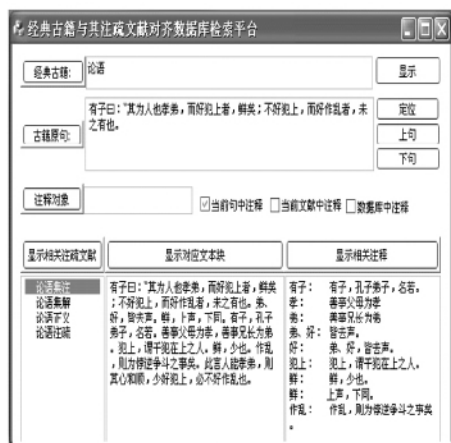 经典古籍与其注疏文献对齐数据库检索平台
经典古籍:
论语
显示
古籍原句:
有子曰:"其为人也孝弟，而好犯上者，鲜矣；不好犯上，而好作乱者，未
之有也。
定位
上句
下句
注释对象
当前句中注释 当前文献中注释 数据库中注释
显示相关注疏文献
显示对应文本块
显示相关注释
论语集注
论语集解
论语正义
论语注疏
有子曰:"其为人孝弟，而好犯上者，鲜矣
；不好犯上，而好作乱者，未之有也。弟、
好，皆去声。鲜，上声，下同。有子，孔子
弟子，名若。善事父母为孝，善事兄长为弟
。犯上，谓干犯在上之人。鲜，少也。作乱
，则为悖逆争斗之事矣。此言人能孝弟，则
其心和顺，少好犯上，必不好作乱也。
有子： 有子，孔子弟子，名若。
孝： 善事父母为孝
弟： 善事兄长为弟
弟、好： 皆去声。
好： 弟、好，皆去声。
犯上： 犯上，谓干犯在上之人。
鲜： 鲜，少也。
鲜： 上声，下同。
作乱： 作乱，则为悖逆争斗之事矣
。